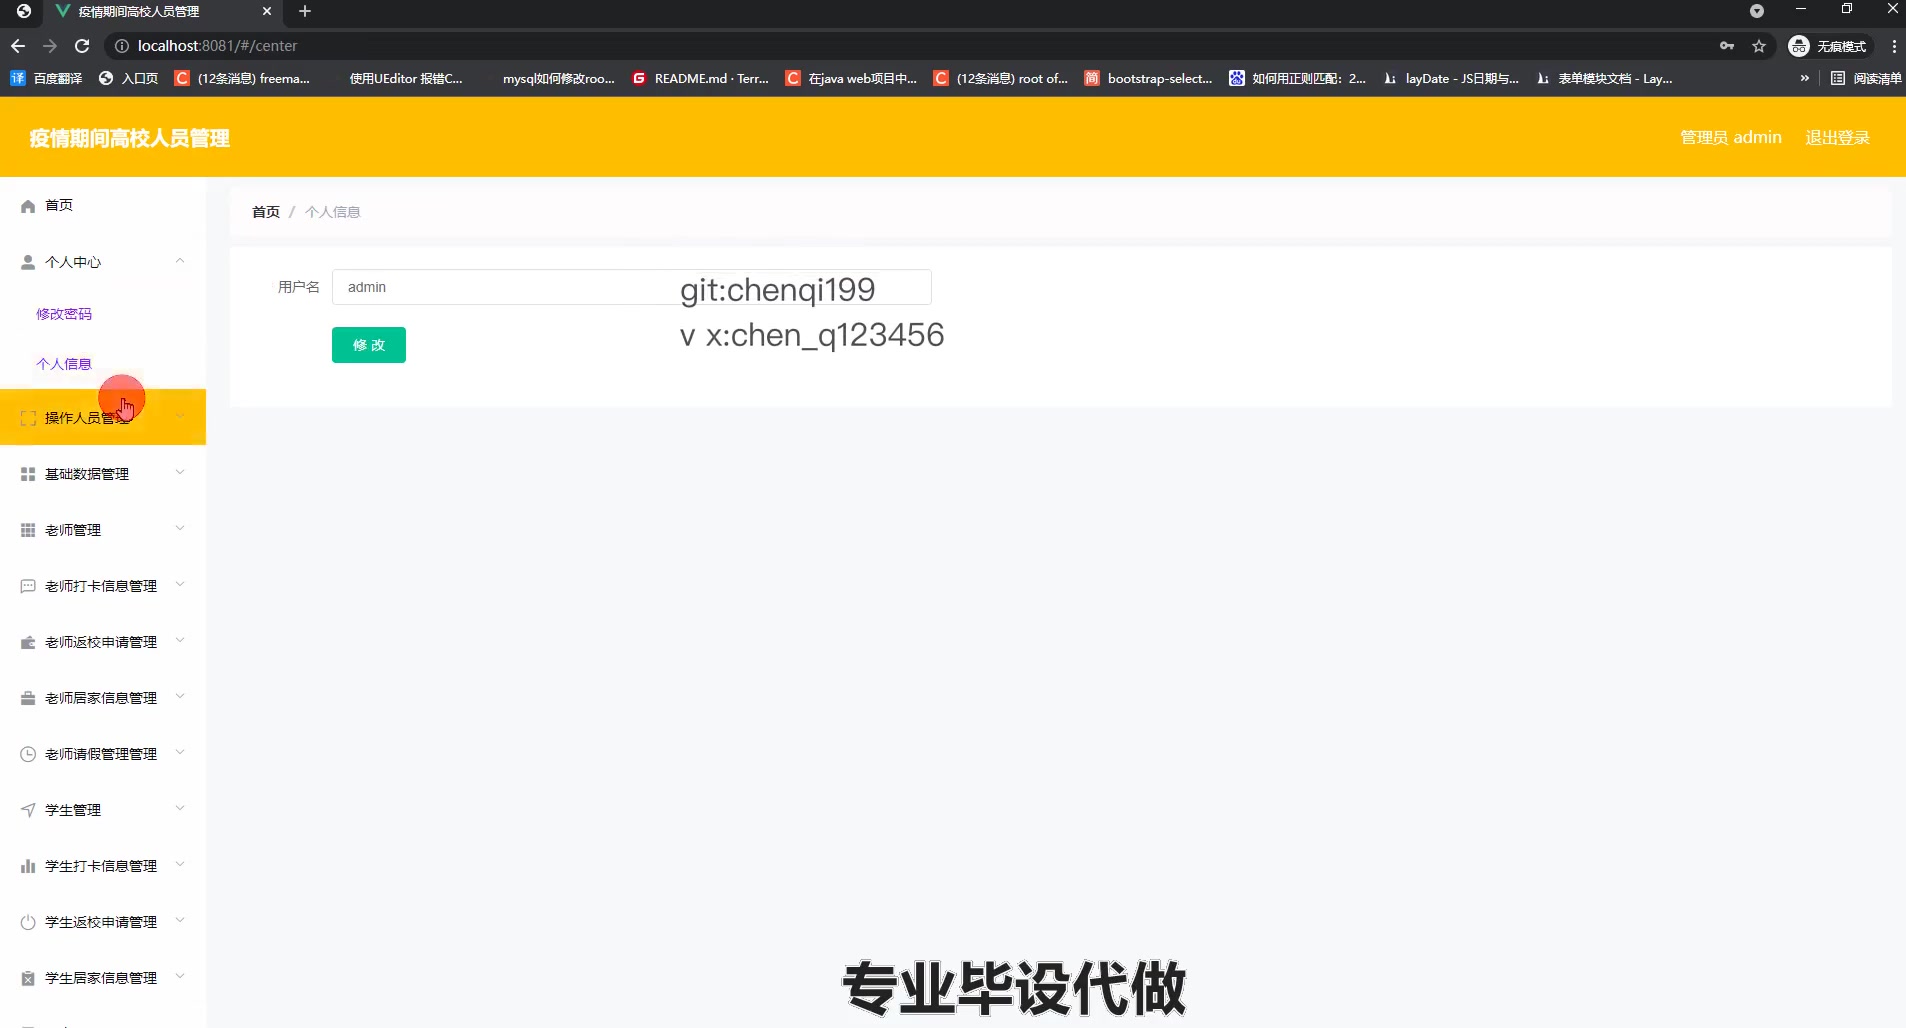 疫情期间高校人员管理
localhost:8081/#/center
无痕模式
百度翻译
入口页
(12条消息) freema...
使用UEditor 报错C...
mysql如何修改roo...
README.md · Terr...
在java web项目中...
(12条消息) root of...
bootstrap-select...
如何用正则匹配：2...
layDate - JS日期与...
表单模块文档 - Lay...
»
阅读清单
疫情期间高校人员管理
管理员 admin
退出登录
首页
个人中心
修改密码
个人信息
操作人员管理
基础数据管理
老师管理
老师打卡信息管理
老师返校申请管理
老师居家信息管理
老师请假管理管理
学生管理
学生打卡信息管理
学生返校申请管理
学生居家信息管理
首页 / 个人信息
用户名
admin
修 改
git:chenqi199
v x:chen_q123456
专业毕设代做